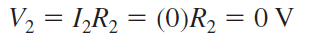 V₂ = I₂R₂ = (0)R₂ = 0 V